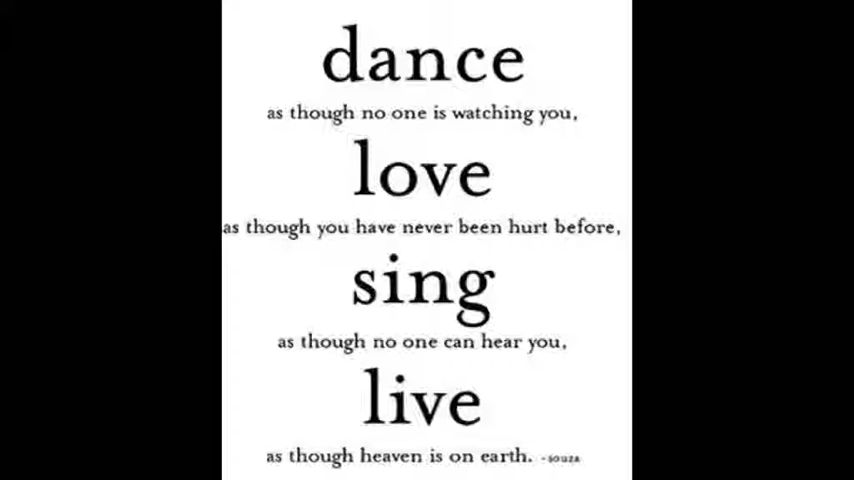 dance
as though no one is watching you,
love
as though you have never been hurt before,
sing
as though no one can hear you,
live
as though heaven is on earth. -souza